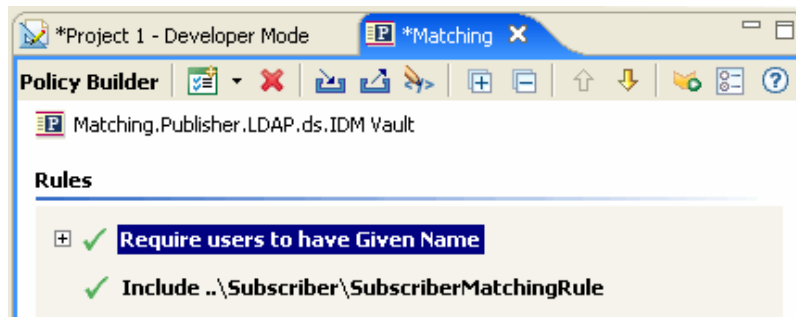 *Project 1 - Developer Mode P *Matching
Policy Builder
P Matching.Publisher.LDAP.ds.IDM Vault
Rules
Require users to have Given Name
Include ..\Subscriber\SubscriberMatchingRule